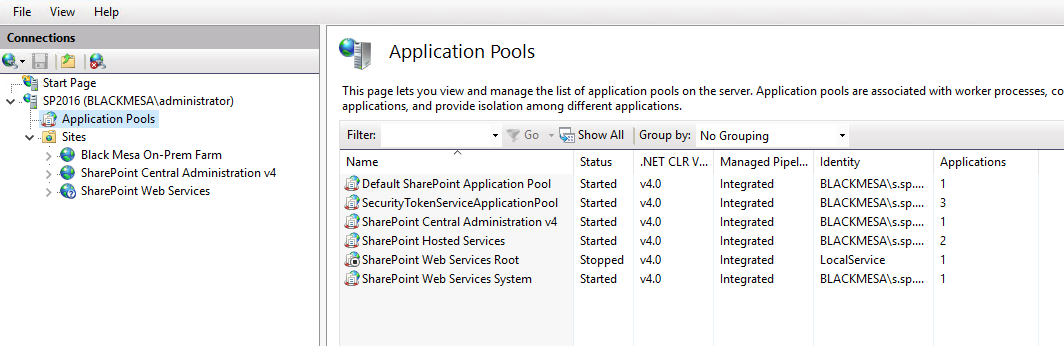 File View Help
Connections
Start Page
SP2016 (BLACKMESA\administrator)
Application Pools
Sites
Black Mesa On-Prem Farm
SharePoint Central Administration v4
SharePoint Web Services
Application Pools
This page lets you view and manage the list of application pools on the server. Application pools are associated with worker processes, co
applications, and provide isolation among different applications.
Filter: Go Show All Group by: No Grouping
Name Status .NET CLR V... Managed Pipel... Identity Applications
Default SharePoint Application Pool Started v4.0 Integrated BLACKMESA\s.sp.... 1
SecurityTokenServiceApplicationPool Started v4.0 Integrated BLACKMESA\s.sp.... 3
SharePoint Central Administration v4 Started v4.0 Integrated BLACKMESA\s.sp.... 1
SharePoint Hosted Services Started v4.0 Integrated BLACKMESA\s.sp.... 2
SharePoint Web Services Root Stopped v4.0 Integrated LocalService 1
SharePoint Web Services System Started v4.0 Integrated BLACKMESA\s.sp.... 1